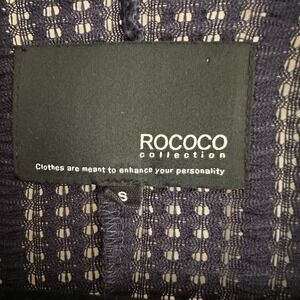 ROCOCO
collection
Clothes are meant to enhance your personality
S